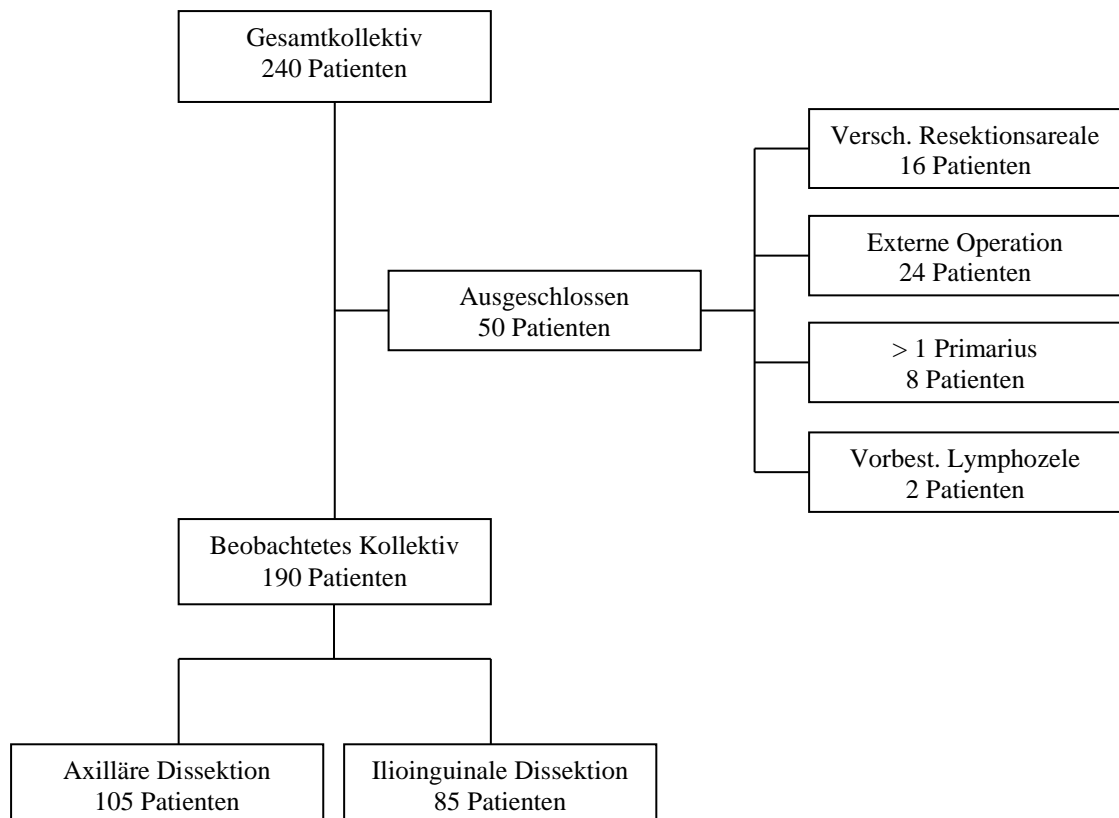 Gesamtkollektiv
240 Patienten
Versch. Resektionsareale
16 Patienten
Externe Operation
24 Patienten
Ausgeschlossen
50 Patienten
> 1 Primarius
8 Patienten
Vorbest. Lymphozele
2 Patienten
Beobachtetes Kollektiv
190 Patienten
Axilläre Dissektion
105 Patienten
Ilioinguinale Dissektion
85 Patienten